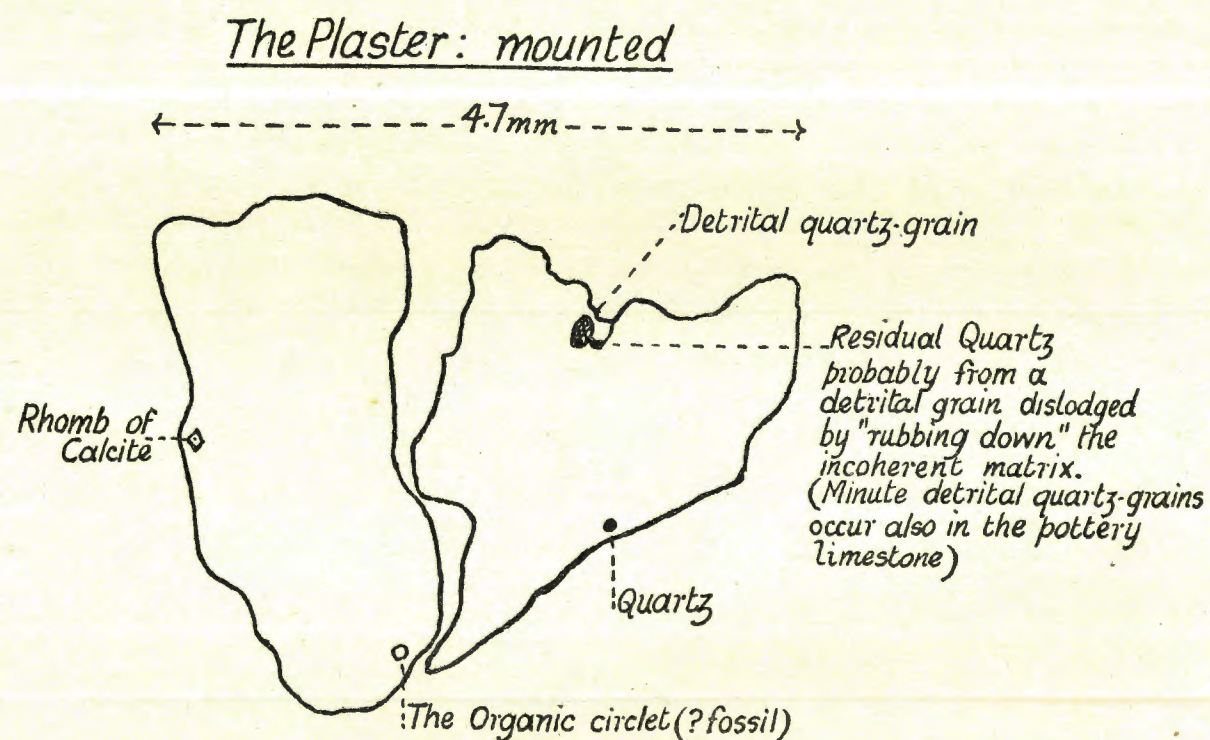 The Plaster: mounted
4.7mm
Detrital quartz-grain
Residual Quartz
probably from a
detrital grain dislodged
by "rubbing down" the
incoherent matrix.
(Minute detrital quartz-grains
occur also in the pottery
limestone)
Rhomb of
Calcite
Quartz
The Organic circlet (? fossil)